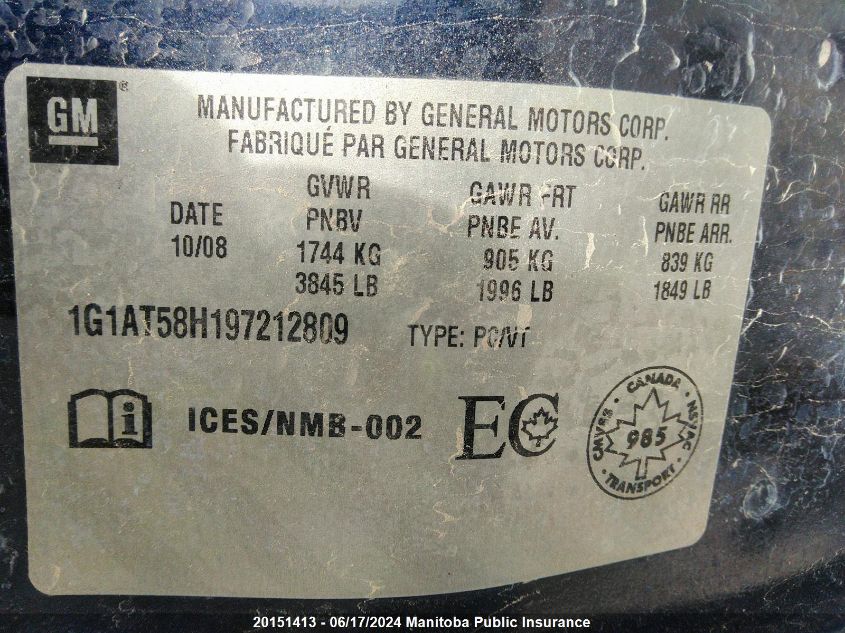 GM®
MANUFACTURED BY GENERAL MOTORS CORP.
FABRIQUÉ PAR GENERAL MOTORS CORP.
DATE
10/08
GVWR
PNBV
1744 KG
3845 LB
GAWR FRT
PNBE AV.
905 KG
1996 LB
GAWR RR
PNBE ARR.
839 KG
1849 LB
1G1AT58H197212809 TYPE: PC/VT
i ICES/NMB-002 EC
CANADA
CMVSS NSVAC
985
TRANSPORT
20151413 - 06/17/2024 Manitoba Public Insurance